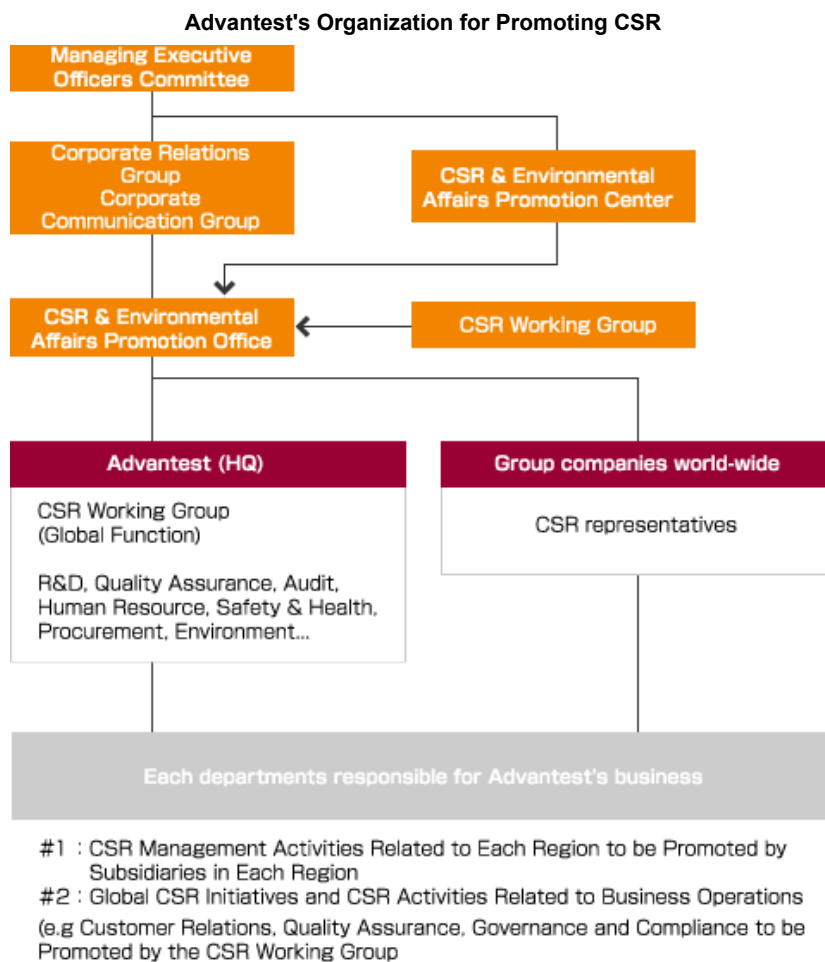 Advantest's Organization for Promoting CSR
Managing Executive
Officers Committee
Corporate Relations
Group
Corporate
Communication Group
CSR & Environmental
Affairs Promotion Center
CSR & Environmental
Affairs Promotion Office
CSR Working Group
Advantest (HQ)
CSR Working Group
(Global Function)
R&D, Quality Assurance, Audit,
Human Resource, Safety & Health,
Procurement, Environment...
Group companies world-wide
CSR representatives
Each departments responsible for Advantest's business
#1 : CSR Management Activities Related to Each Region to be Promoted by
Subsidiaries in Each Region
#2 : Global CSR Initiatives and CSR Activities Related to Business Operations
(e.g Customer Relations, Quality Assurance, Governance and Compliance to be
Promoted by the CSR Working Group